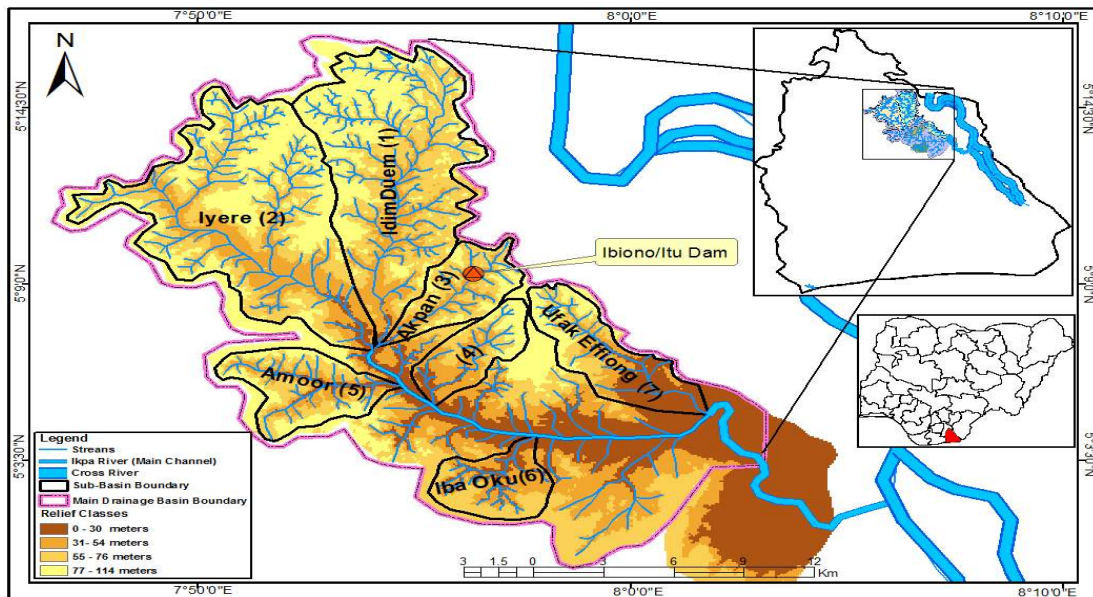 7°50'0"E
8°0'0"E
8°10'0"E
N
5°14'30"N
5°14'30"N
IdimDuem (1)
Iyere (2)
Ibiono/Itu Dam
5°9'0"N
5°9'0"N
Akpan (3)
(4)
Urak Effiong (7)
Amoor (5)
Iba Oku(6)
5°3'30"N
5°3'30"N
Legend
Streans
Ikpa River (Main Channel)
Cross River
Sub-Basin Boundary
Main Drainage Basin Boundary
Relief Classes
0 - 30 meters
31- 54 meters
55 - 76 meters
77 - 114 meters
3 1.5 0 3 6 9 12
Km
7°50'0"E
8°0'0"E
8°10'0"E